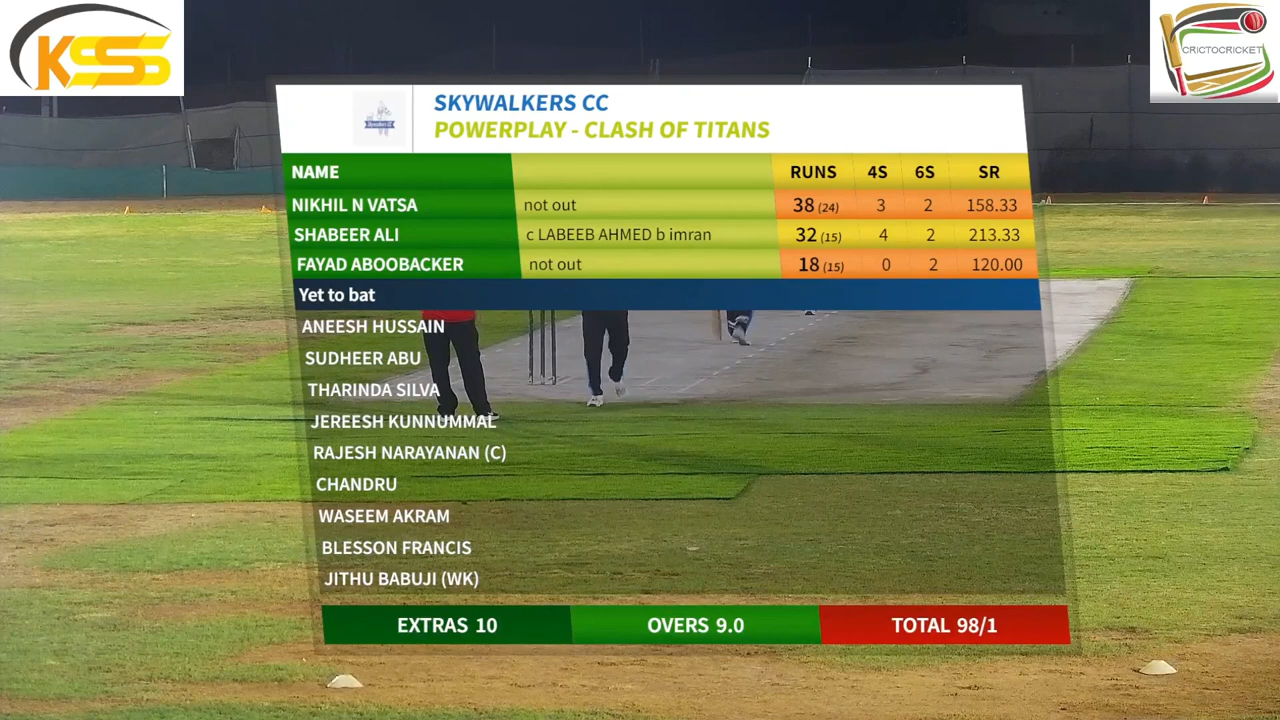 KSSS
CRICTOCRICKET
SKYWALKERS CC
POWERPLAY - CLASH OF TITANS
NAME RUNS 4S 6S SR
NIKHIL N VATSA not out 38 (24) 3 2 158.33
SHABEER ALI c LABEEB AHMED b imran 32 (15) 4 2 213.33
FAYAD ABOOBACKER not out 18 (15) 0 2 120.00
Yet to bat
ANEESH HUSSAIN
SUDHEER ABU
THARINDA SILVA
JEREESH KUNNUMMAL
RAJESH NARAYANAN (C)
CHANDRU
WASEEM AKRAM
BLESSON FRANCIS
JITHU BABUJI (WK)
EXTRAS 10 OVERS 9.0 TOTAL 98/1